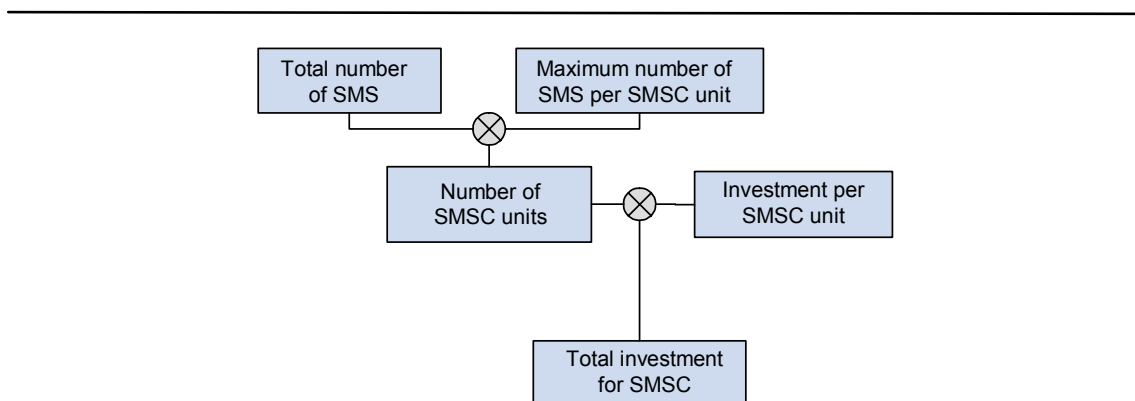 Total number
of SMS
Maximum number of
SMS per SMSC unit
Number of
SMSC units
Investment per
SMSC unit
Total investment
for SMSC